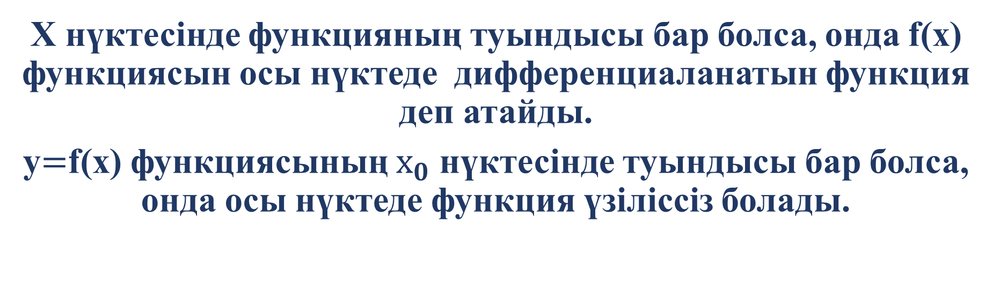 Х нүктесінде функцияның туындысы бар болса, онда f(x)
функциясын осы нүктеде дифференциаланатын функция
деп атайды.
y=f(x) функциясының x₀ нүктесінде туындысы бар болса,
онда осы нүктеде функция үзіліссіз болады.